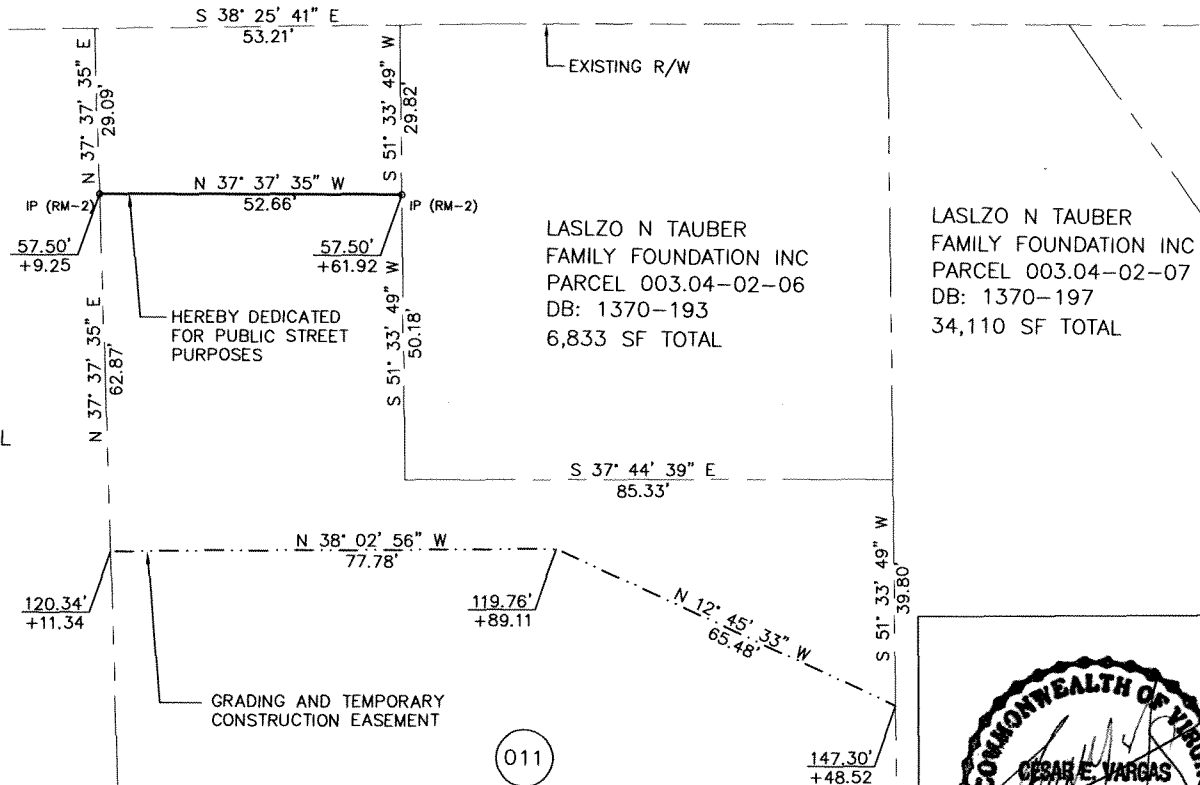 S 38° 25' 41" E
53.21'
N 37° 37' 35" E
29.09'
S 51° 33' 49" W
29.82'
EXISTING R/W
N 37° 37' 35" W
52.66'
IP (RM-2)
IP (RM-2)
57.50'
+9.25
57.50'
+61.92
HEREBY DEDICATED
FOR PUBLIC STREET
PURPOSES
N 37° 37' 35" E
62.87'
S 51° 33' 49" W
50.18'
LASLZO N TAUBER
FAMILY FOUNDATION INC
PARCEL 003.04-02-06
DB: 1370-193
6,833 SF TOTAL
LASLZO N TAUBER
FAMILY FOUNDATION INC
PARCEL 003.04-02-07
DB: 1370-197
34,110 SF TOTAL
L
S 37° 44' 39" E
85.33'
N 38° 02' 56" W
77.78'
120.34'
+11.34
119.76'
+89.11
N 12° 45' 33" W
65.48'
S 51° 33' 49" W
39.80'
GRADING AND TEMPORARY
CONSTRUCTION EASEMENT
011
147.30'
+48.52
COMMONWEALTH OF VIRGIN
CESAR E. VARGAS